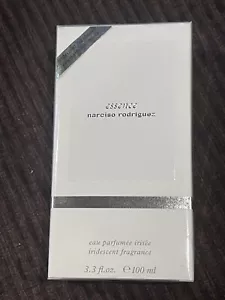 essence
narciso rodriguez
eau parfumée irisée
iridescent fragrance
3.3 fl.oz. ℮ 100 ml